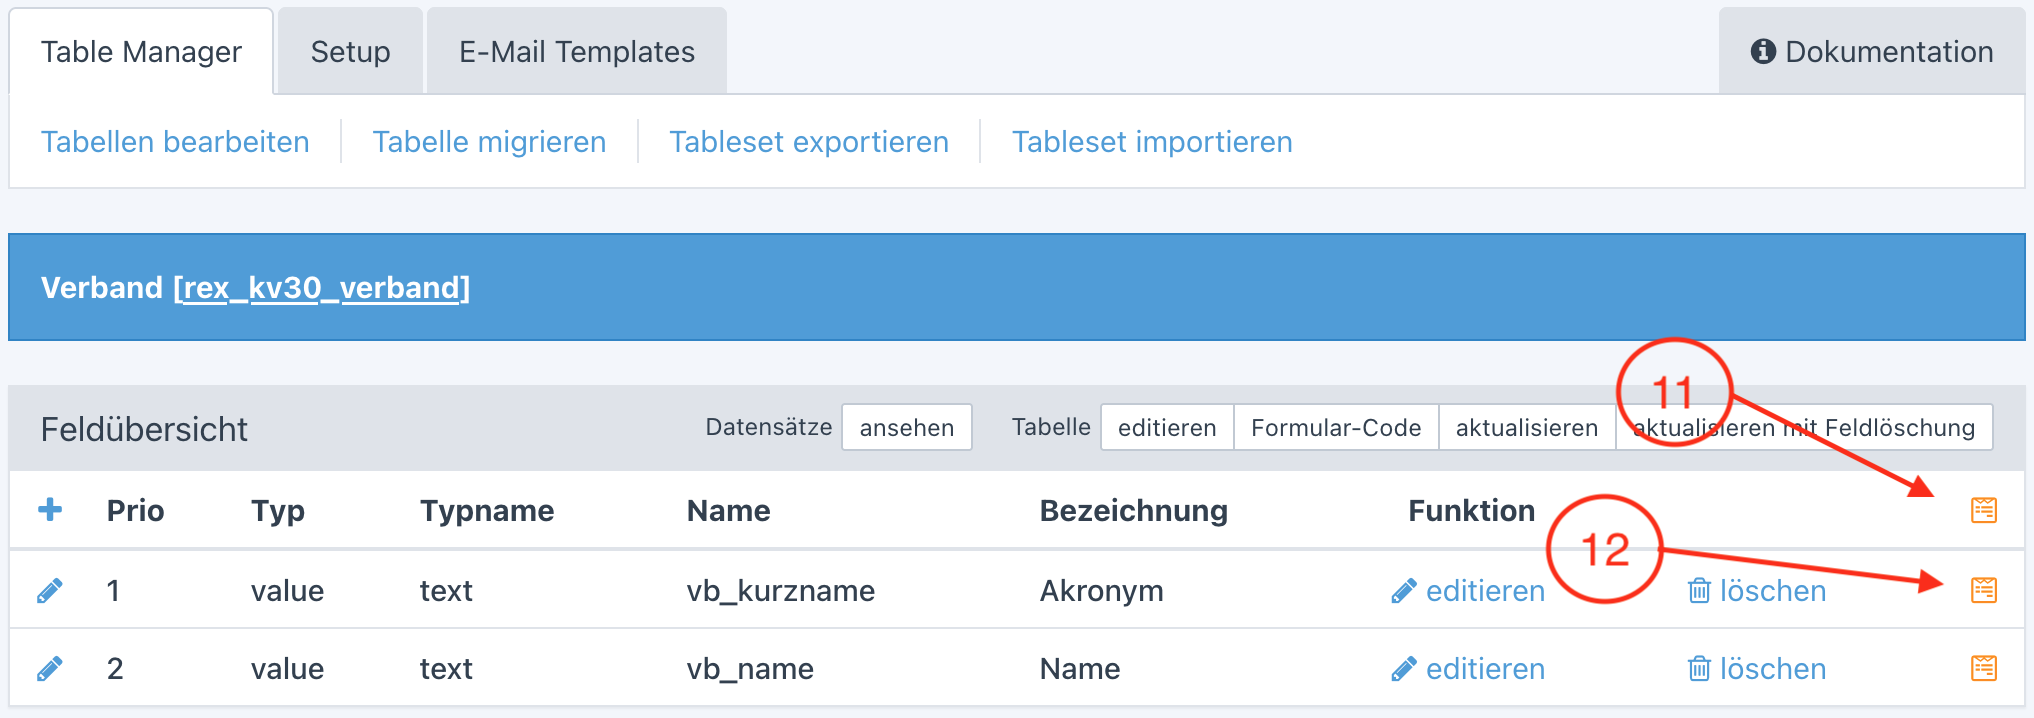 Table Manager Setup E-Mail Templates Dokumentation
Tabellen bearbeiten Tabelle migrieren Tableset exportieren Tableset importieren
Verband [rex_kv30_verband]
11
Feldübersicht Datensätze ansehen Tabelle editieren Formular-Code aktualisieren aktualisieren mit Feldlöschung
Prio Typ Typname Name Bezeichnung Funktion
12
1 value text vb_kurzname Akronym editieren löschen
2 value text vb_name Name editieren löschen